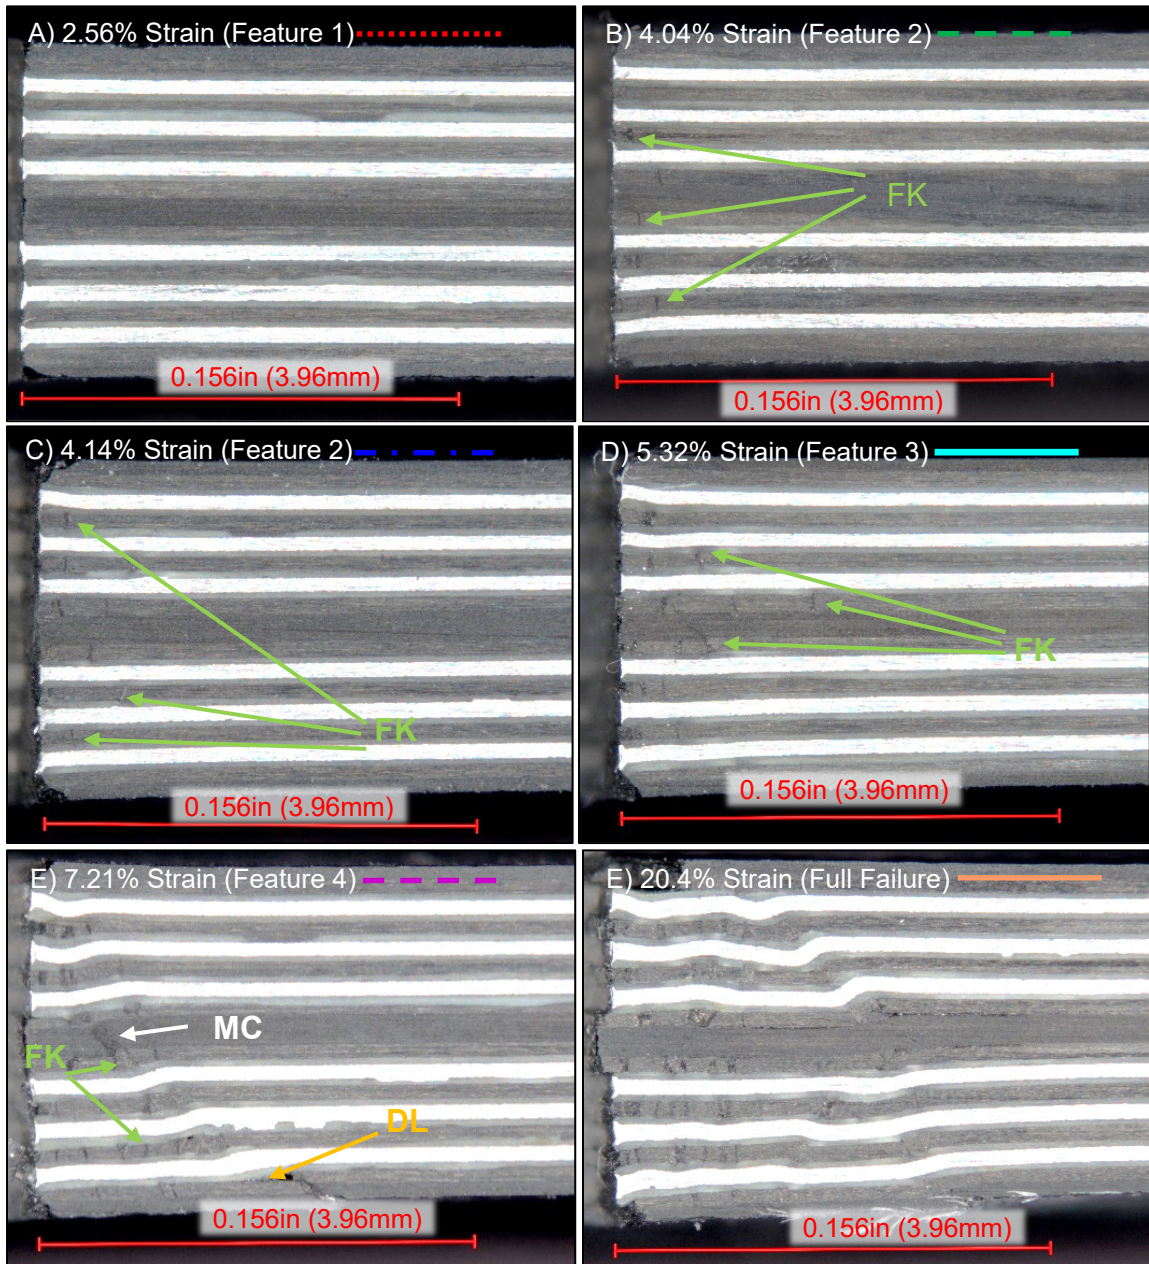 A) 2.56% Strain (Feature 1)
B) 4.04% Strain (Feature 2)
FK
0.156in (3.96mm)
0.156in (3.96mm)
C) 4.14% Strain (Feature 2)
D) 5.32% Strain (Feature 3)
FK
FK
0.156in (3.96mm)
0.156in (3.96mm)
E) 7.21% Strain (Feature 4)
E) 20.4% Strain (Full Failure)
MC
FK
DL
0.156in (3.96mm)
0.156in (3.96mm)